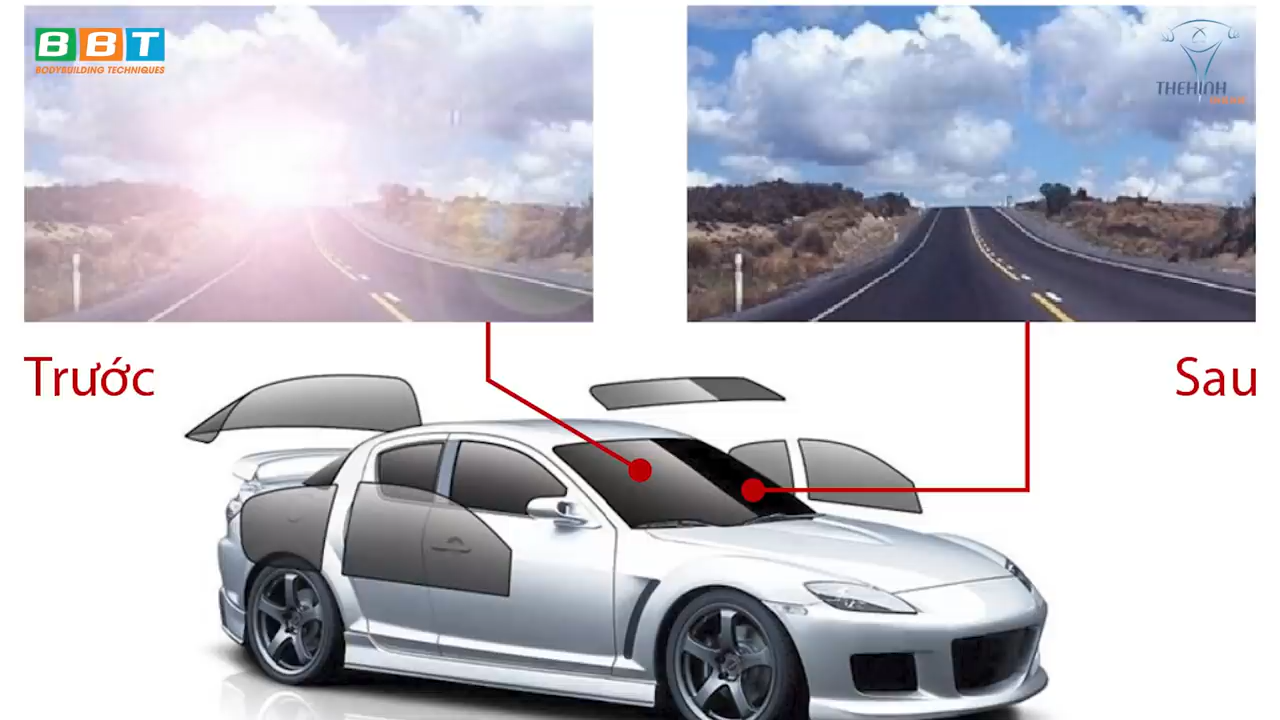 BBT
BODYBUILDING TECHNIQUES
THEHINH
Trước
Sau